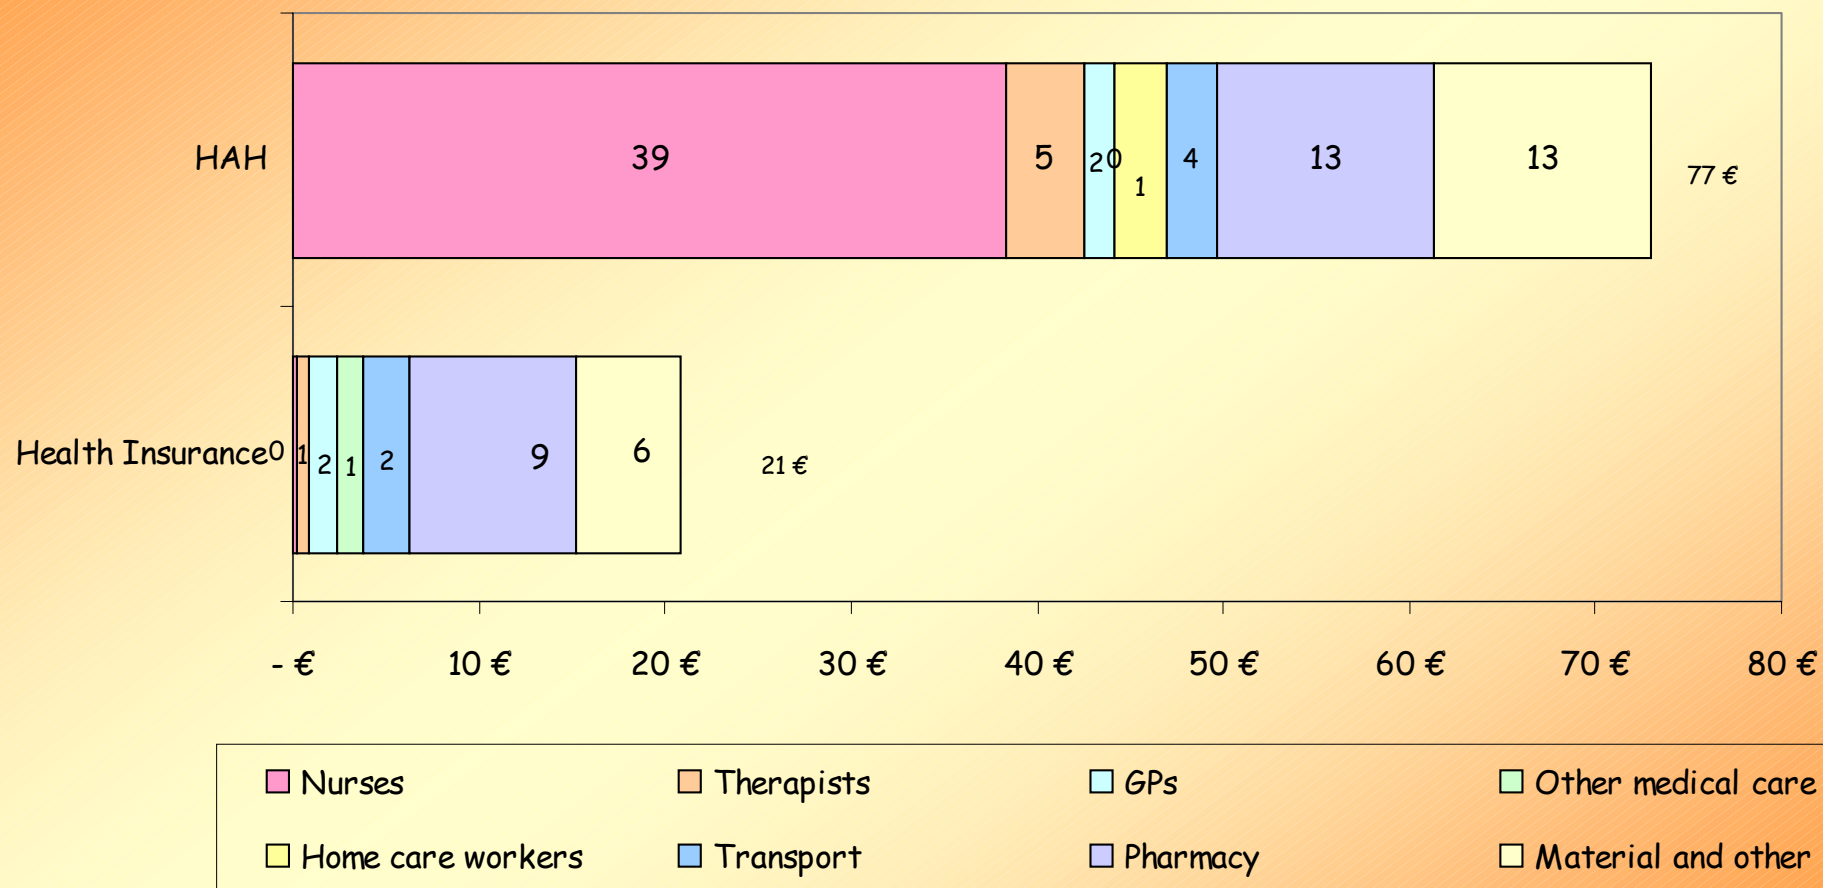 HAH
39
5
2
0
1
4
13
13
77 €
Health Insurance
0
1
2
1
2
9
6
21 €
- €
10 €
20 €
30 €
40 €
50 €
60 €
70 €
80 €
Nurses
Therapists
GPs
Other medical care
Home care workers
Transport
Pharmacy
Material and other